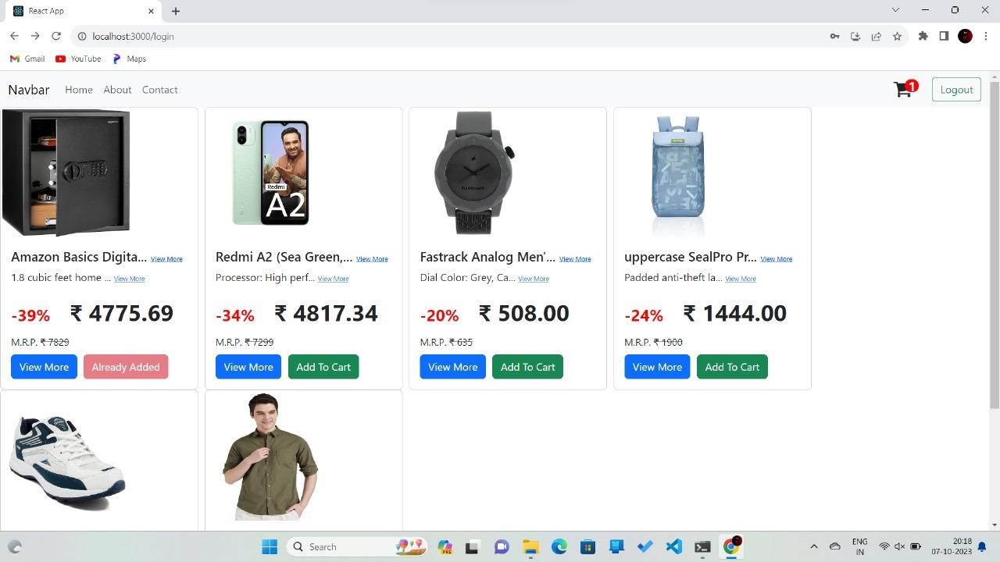 React App
localhost:3000/login
Gmail YouTube Maps
Navbar Home About Contact 1 Logout
Redmi
A2
Fastrack
Amazon Basics Digita... View More
1.8 cubic feet home ... View More
-39% ₹ 4775.69
M.R.P. ₹ 7829
View More Already Added
Redmi A2 (Sea Green,... View More
Processor: High perf... View More
-34% ₹ 4817.34
M.R.P. ₹ 7299
View More Add To Cart
Fastrack Analog Men'... View More
Dial Color: Grey, Ca... View More
-20% ₹ 508.00
M.R.P. ₹ 635
View More Add To Cart
uppercase SealPro Pr... View More
Padded anti-theft la... View More
-24% ₹ 1444.00
M.R.P. ₹ 1900
View More Add To Cart
Search
PRE
ENG
IN
20:18
07-10-2023